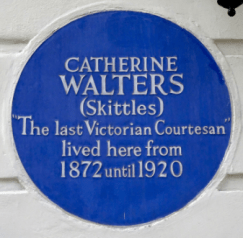 CATHERINE
WALTERS
(Skittles)
"The last Victorian Courtesan"
lived here from
1872 until 1920